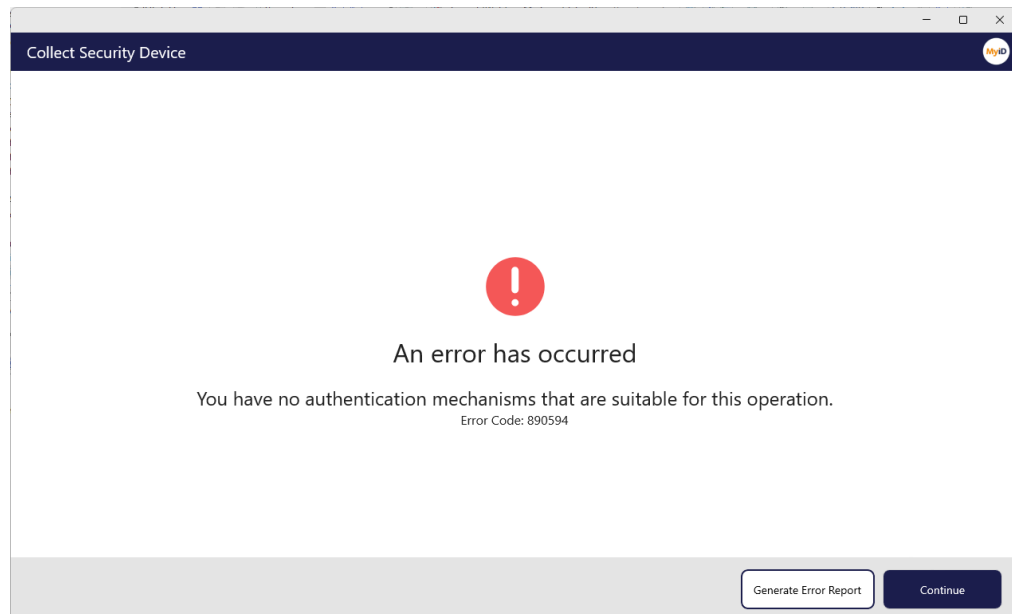 Collect Security Device
MyiD
An error has occurred
You have no authentication mechanisms that are suitable for this operation.
Error Code: 890594
Generate Error Report
Continue